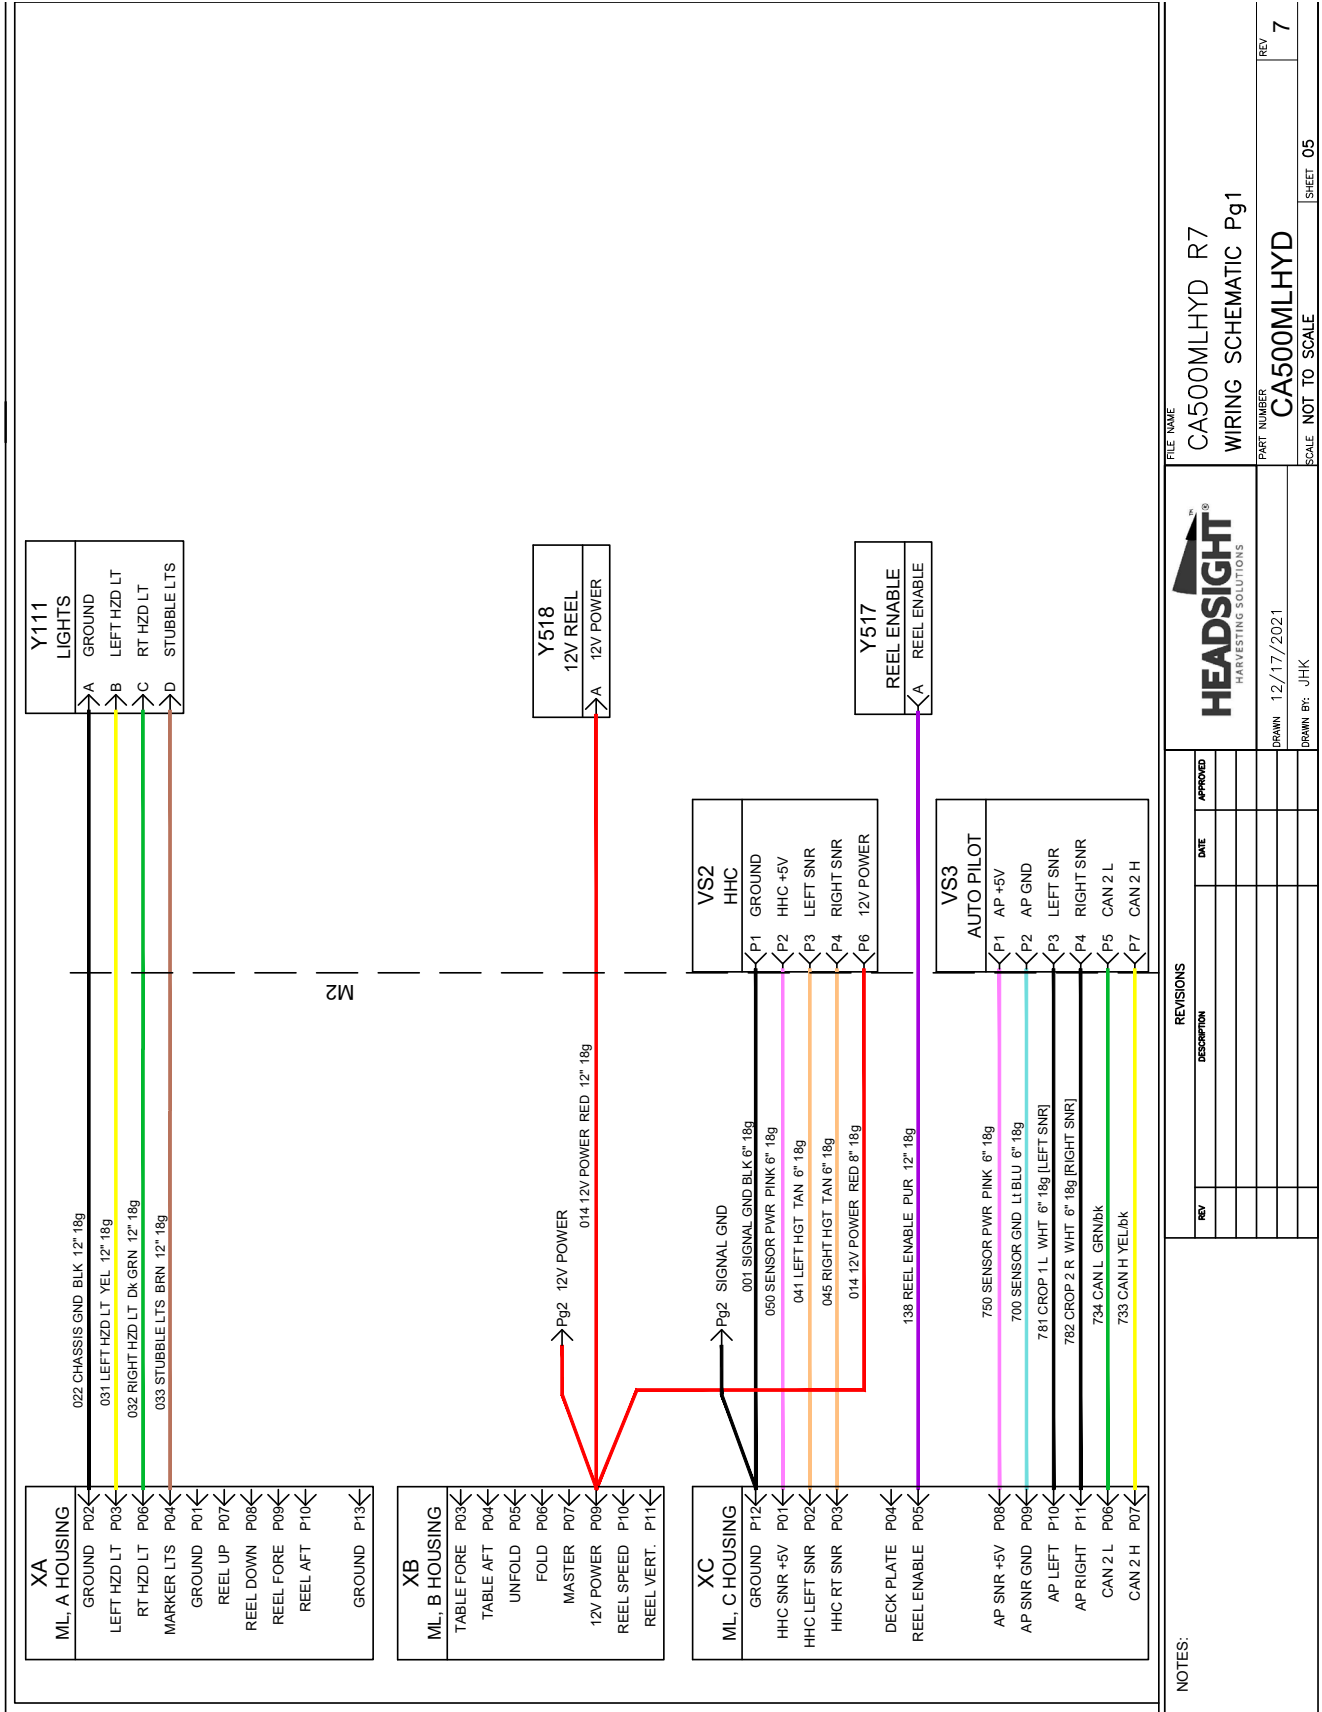 XA
ML, A HOUSING
GROUND P02
LEFT HZD LT P03
RT HZD LT P06
MARKER LTS P04
GROUND P01
REEL UP P07
REEL DOWN P08
REEL FORE P09
REEL AFT P10
GROUND P13
022 CHASSIS GND BLK 12" 18g
031 LEFT HZD LT YEL 12" 18g
032 RIGHT HZD LT Dk GRN 12" 18g
033 STUBBLE LTS BRN 12" 18g
Y111
LIGHTS
A GROUND
B LEFT HZD LT
C RT HZD LT
D STUBBLE LTS
M2
XB
ML, B HOUSING
TABLE FORE P03
TABLE AFT P04
UNFOLD P05
FOLD P06
MASTER P07
12V POWER P09
REEL SPEED P10
REEL VERT. P11
Pg2 12V POWER
014 12V POWER RED 12" 18g
Y518
12V REEL
A 12V POWER
XC
ML, C HOUSING
GROUND P12
HHC SNR +5V P01
HHC LEFT SNR P02
HHC RT SNR P03
DECK PLATE P04
REEL ENABLE P05
AP SNR +5V P08
AP SNR GND P09
AP LEFT P10
AP RIGHT P11
CAN 2 L P06
CAN 2 H P07
Pg2 SIGNAL GND
001 SIGNAL GND BLK 6" 18g
050 SENSOR PWR PINK 6" 18g
041 LEFT HGT TAN 6" 18g
045 RIGHT HGT TAN 6" 18g
014 12V POWER RED 8" 18g
138 REEL ENABLE PUR 12" 18g
750 SENSOR PWR PINK 6" 18g
700 SENSOR GND Lt BLU 6" 18g
781 CROP 1 L WHT 6" 18g [LEFT SNR]
782 CROP 2 R WHT 6" 18g [RIGHT SNR]
734 CAN L GRN/bk
733 CAN H YEL/bk
VS2
HHC
P1 GROUND
P2 HHC +5V
P3 LEFT SNR
P4 RIGHT SNR
P6 12V POWER
Y517
REEL ENABLE
A REEL ENABLE
VS3
AUTO PILOT
P1 AP +5V
P2 AP GND
P3 LEFT SNR
P4 RIGHT SNR
P5 CAN 2 L
P7 CAN 2 H
NOTES:
REVISIONS
REV DESCRIPTION DATE APPROVED
HEADSIGHT®
TM
HARVESTING SOLUTIONS
DRAWN 12/17/2021
DRAWN BY: JHK
FILE NAME
CA500MLHYD R7
WIRING SCHEMATIC Pg1
PART NUMBER
CA500MLHYD
REV
7
SCALE NOT TO SCALE
SHEET 05